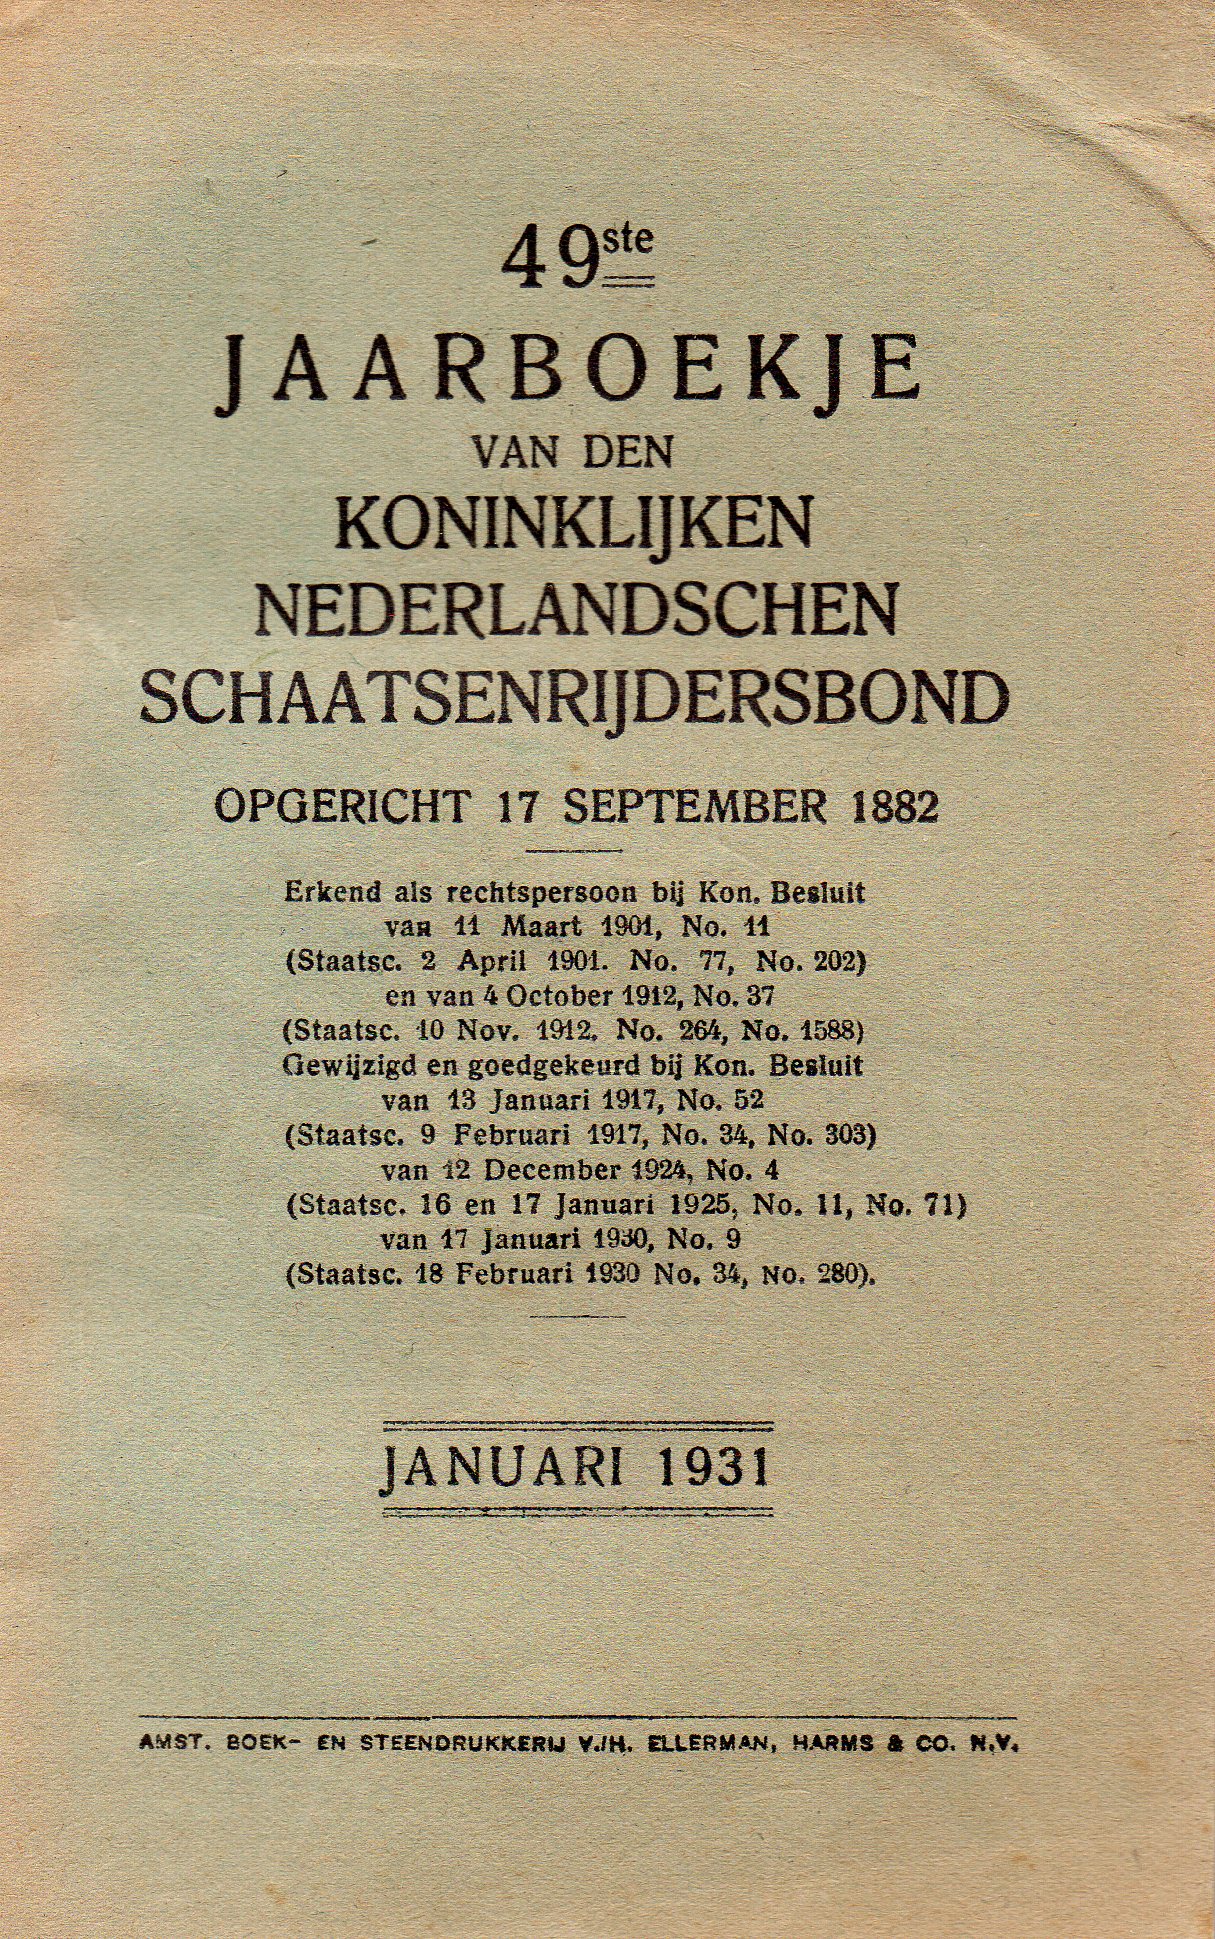 49ste
JAARBOEKJE
VAN DEN
KONINKLIJKEN
NEDERLANDSCHEN
SCHAATSENRIJDERSBOND
OPGERICHT 17 SEPTEMBER 1882
Erkend als rechtspersoon bij Kon. Besluit
van 11 Maart 1901, No. 11
(Staatsc. 2 April 1901. No. 77, No. 202)
en van 4 October 1912, No. 37
(Staatsc. 10 Nov. 1912. No. 264, No. 1588)
Gewijzigd en goedgekeurd bij Kon. Besluit
van 13 Januari 1917, No. 52
(Staatsc. 9 Februari 1917, No. 34, No. 303)
van 12 December 1924, No. 4
(Staatsc. 16 en 17 Januari 1925, No. 11, No. 71)
van 17 Januari 1930, No. 9
(Staatsc. 18 Februari 1930 No. 34, No. 280).
JANUARI 1931
AMST. BOEK- EN STEENDRUKKERIJ V./H. ELLERMAN, HARMS & CO. N.V.